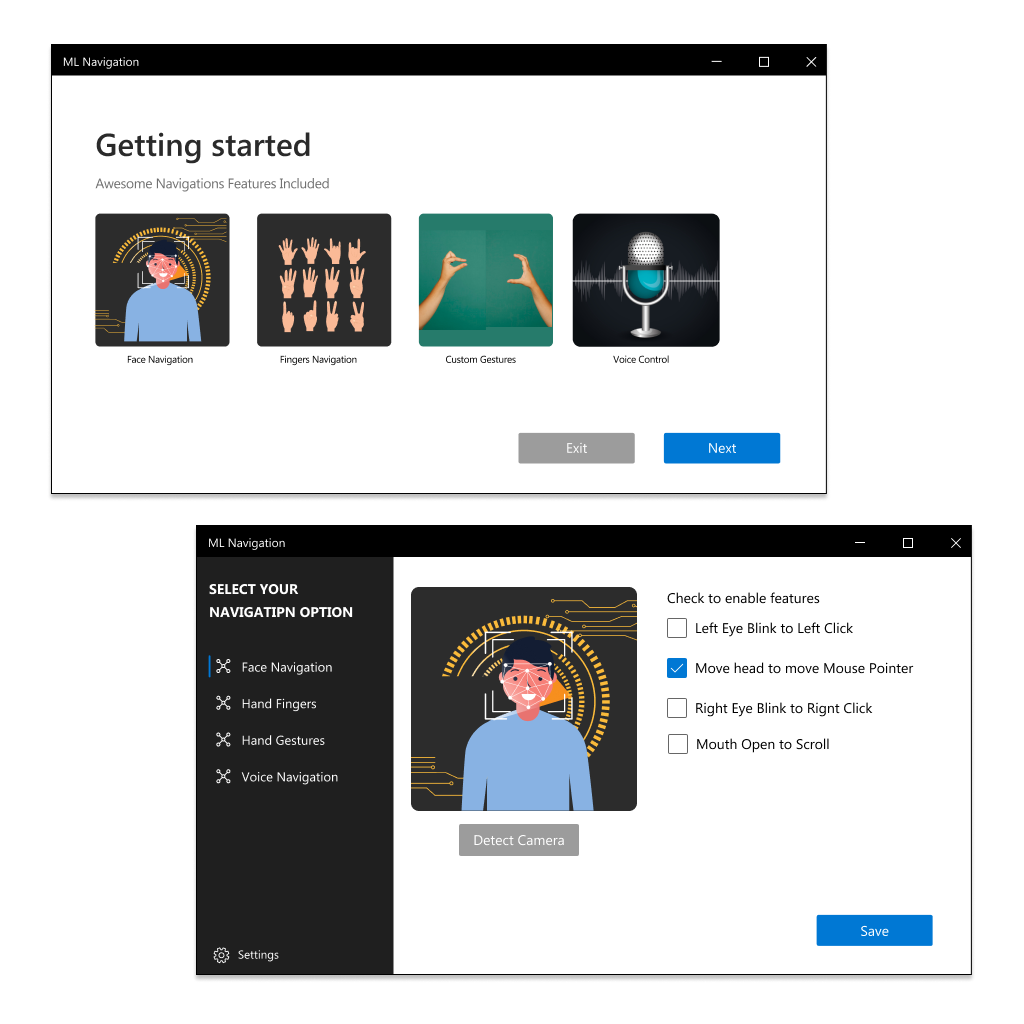 ML Navigation
Getting started
Awesome Navigations Features Included
Face Navigation
Fingers Navigation
Custom Gestures
Voice Control
Exit
Next
ML Navigation
SELECT YOUR
NAVIGATIPN OPTION
Face Navigation
Hand Fingers
Hand Gestures
Voice Navigation
Settings
Detect Camera
Check to enable features
Left Eye Blink to Left Click
Move head to move Mouse Pointer
Right Eye Blink to Rignt Click
Mouth Open to Scroll
Save